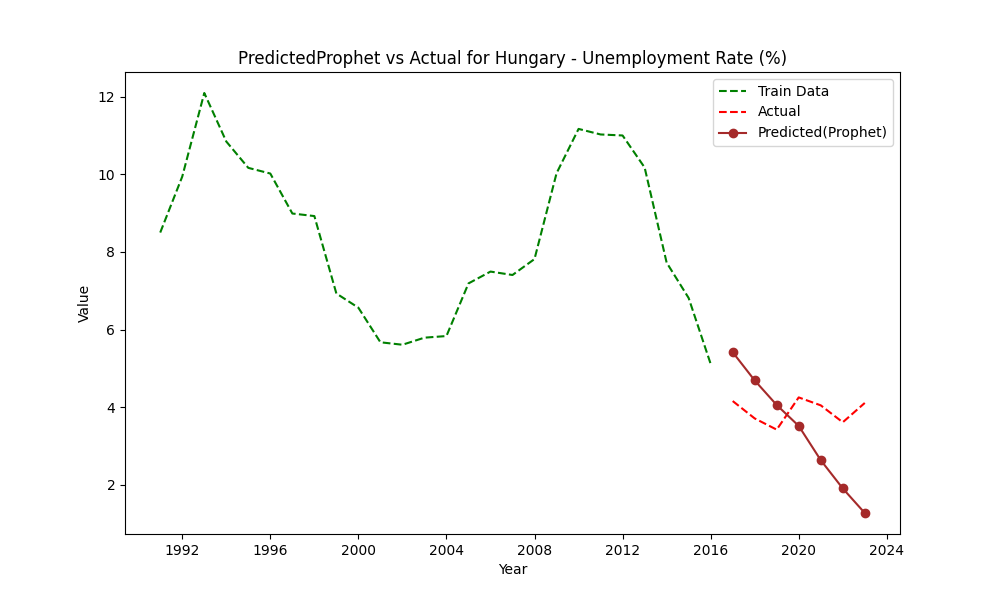 PredictedProphet vs Actual for Hungary - Unemployment Rate (%)
Train Data
Actual
Predicted(Prophet)
Value
12
10
8
6
4
2
1992 1996 2000 2004 2008 2012 2016 2020 2024
Year